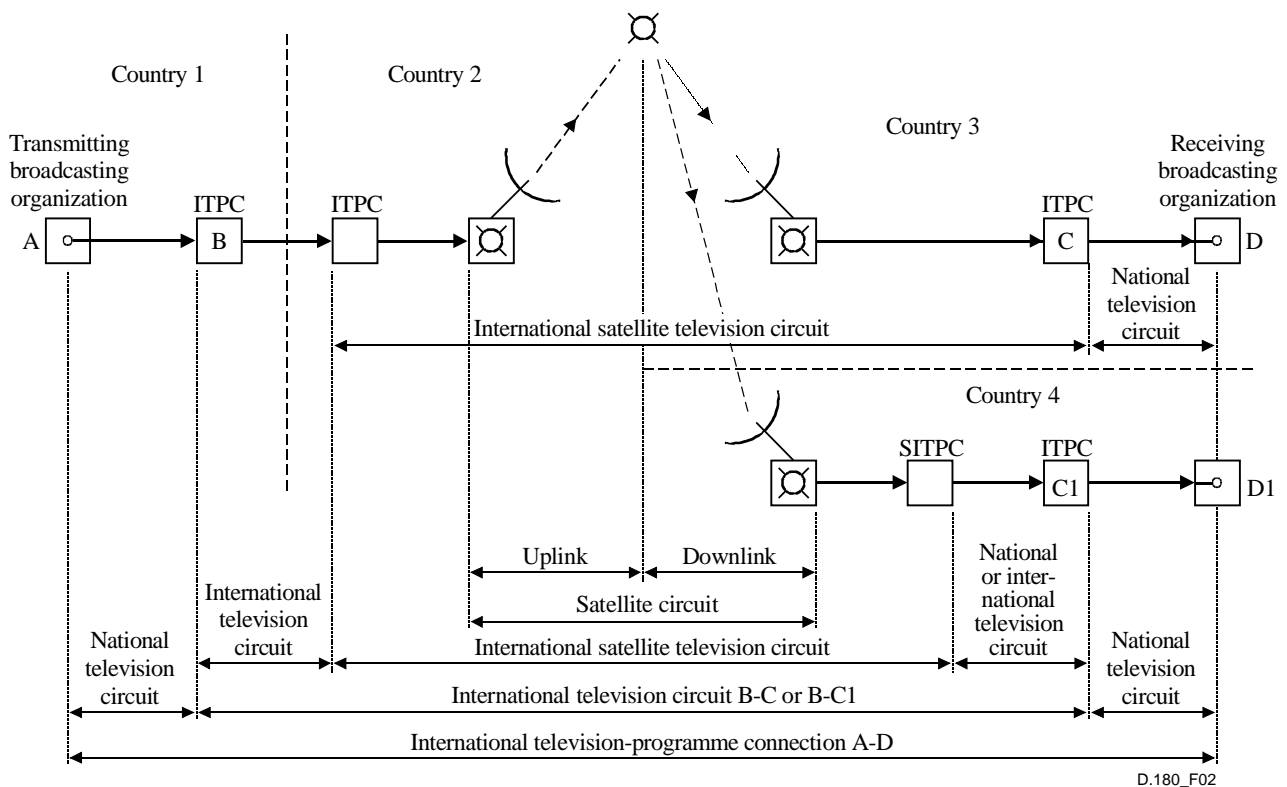 Country 1
Country 2
Country 3
Transmitting
broadcasting
organization
Receiving
broadcasting
organization
ITPC
ITPC
ITPC
A
B
C
D
National
television
circuit
International satellite television circuit
Country 4
SITPC
ITPC
C1
D1
Uplink
Downlink
National
or inter-
national
television
circuit
International
television
circuit
Satellite circuit
National
television
circuit
International satellite television circuit
National
television
circuit
International television circuit B-C or B-C1
International television-programme connection A-D
D.180_F02